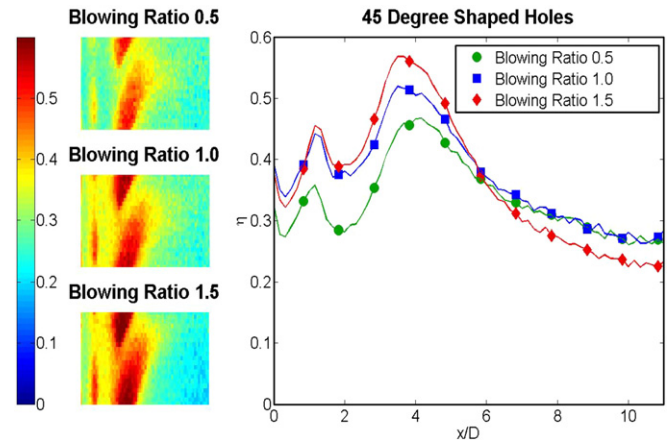 Blowing Ratio 0.5
Blowing Ratio 1.0
Blowing Ratio 1.5
0.5
0.4
0.3
0.2
0.1
0
45 Degree Shaped Holes
Blowing Ratio 0.5
Blowing Ratio 1.0
Blowing Ratio 1.5
0.6
0.5
0.4
0.3
0.2
0.1
0
η
0 2 4 6 8 10
x/D